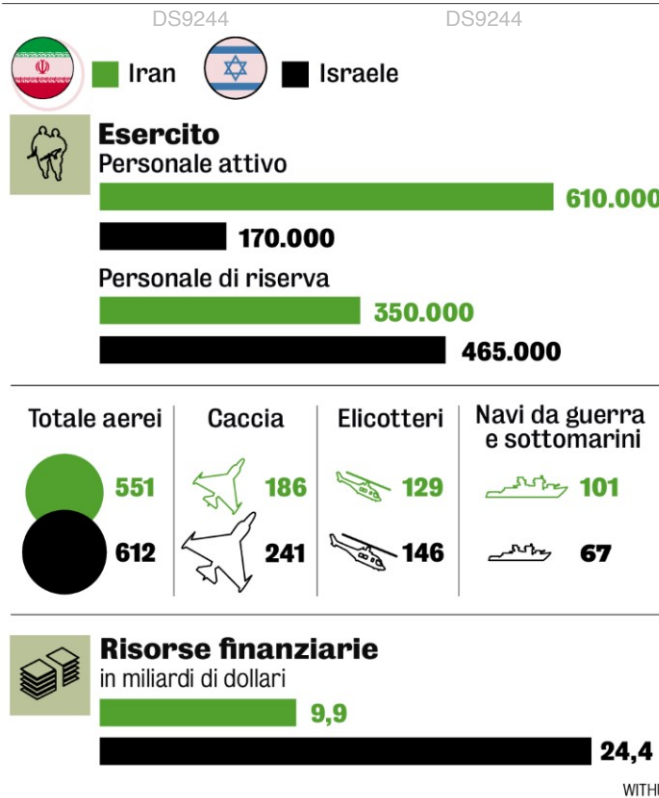 DS9244 DS9244
Iran Israele
Esercito
Personale attivo
610.000
170.000
Personale di riserva
350.000
465.000
Totale aerei Caccia Elicotteri Navi da guerra
e sottomarini
551 186 129 101
612 241 146 67
Risorse finanziarie
in miliardi di dollari
9,9
24,4